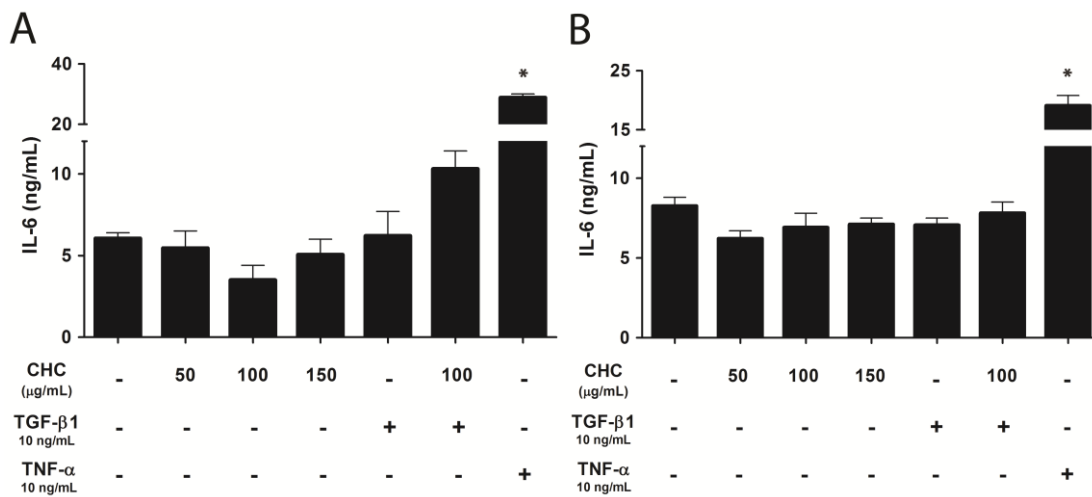 A
B
40
30
20
10
5
0
IL-6 (ng/mL)
*
25
15
10
5
0
IL-6 (ng/mL)
*
CHC
(μg/mL)
- 50 100 150 - 100 -
TGF-β1
10 ng/mL
- - - - + + -
TNF-α
10 ng/mL
- - - - - - +
CHC
(μg/mL)
- 50 100 150 - 100 -
TGF-β1
10 ng/mL
- - - - + + -
TNF-α
10 ng/mL
- - - - - - +